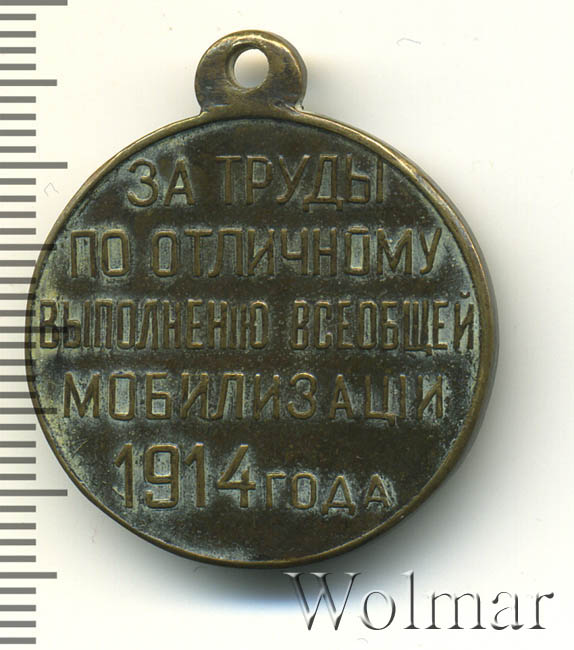 ЗА ТРУДЫ
ПО ОТЛИЧНОМУ
ВЫПОЛНЕНІЮ ВСЕОБЩЕЙ
МОБИЛИЗАЦІИ
1914 ГОДА
Wolmar